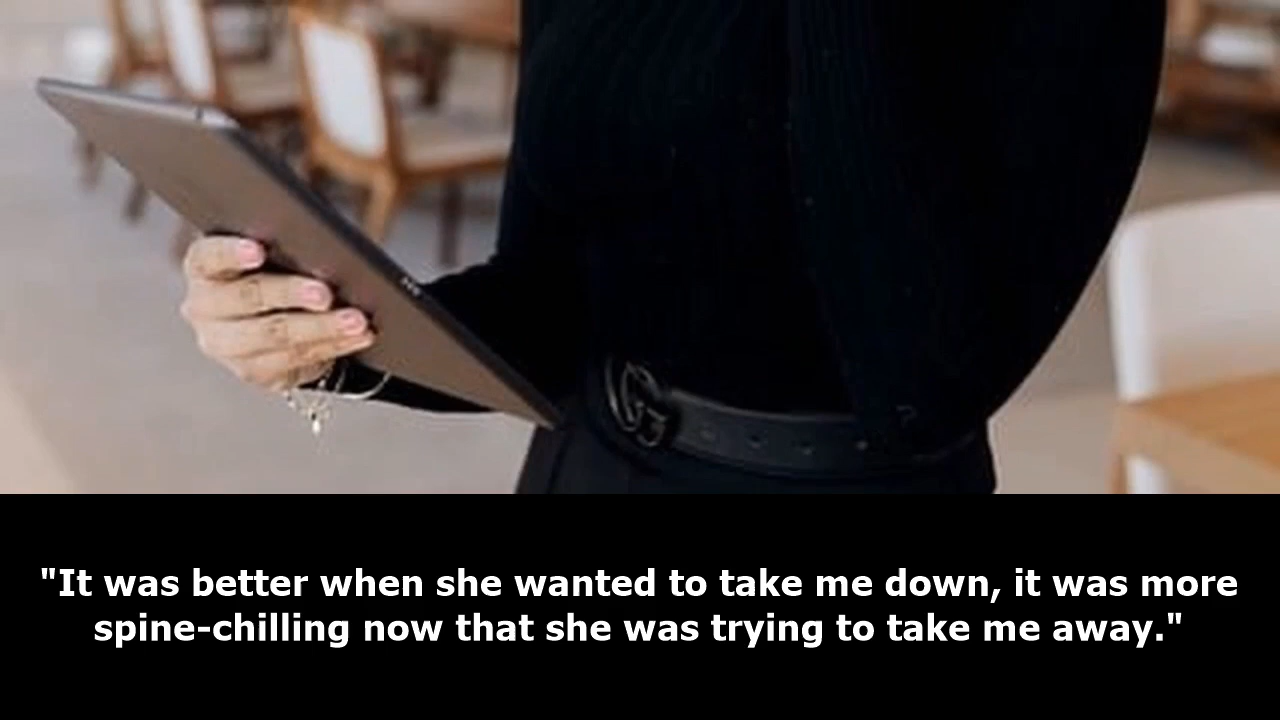 "It was better when she wanted to take me down, it was more
spine-chilling now that she was trying to take me away."